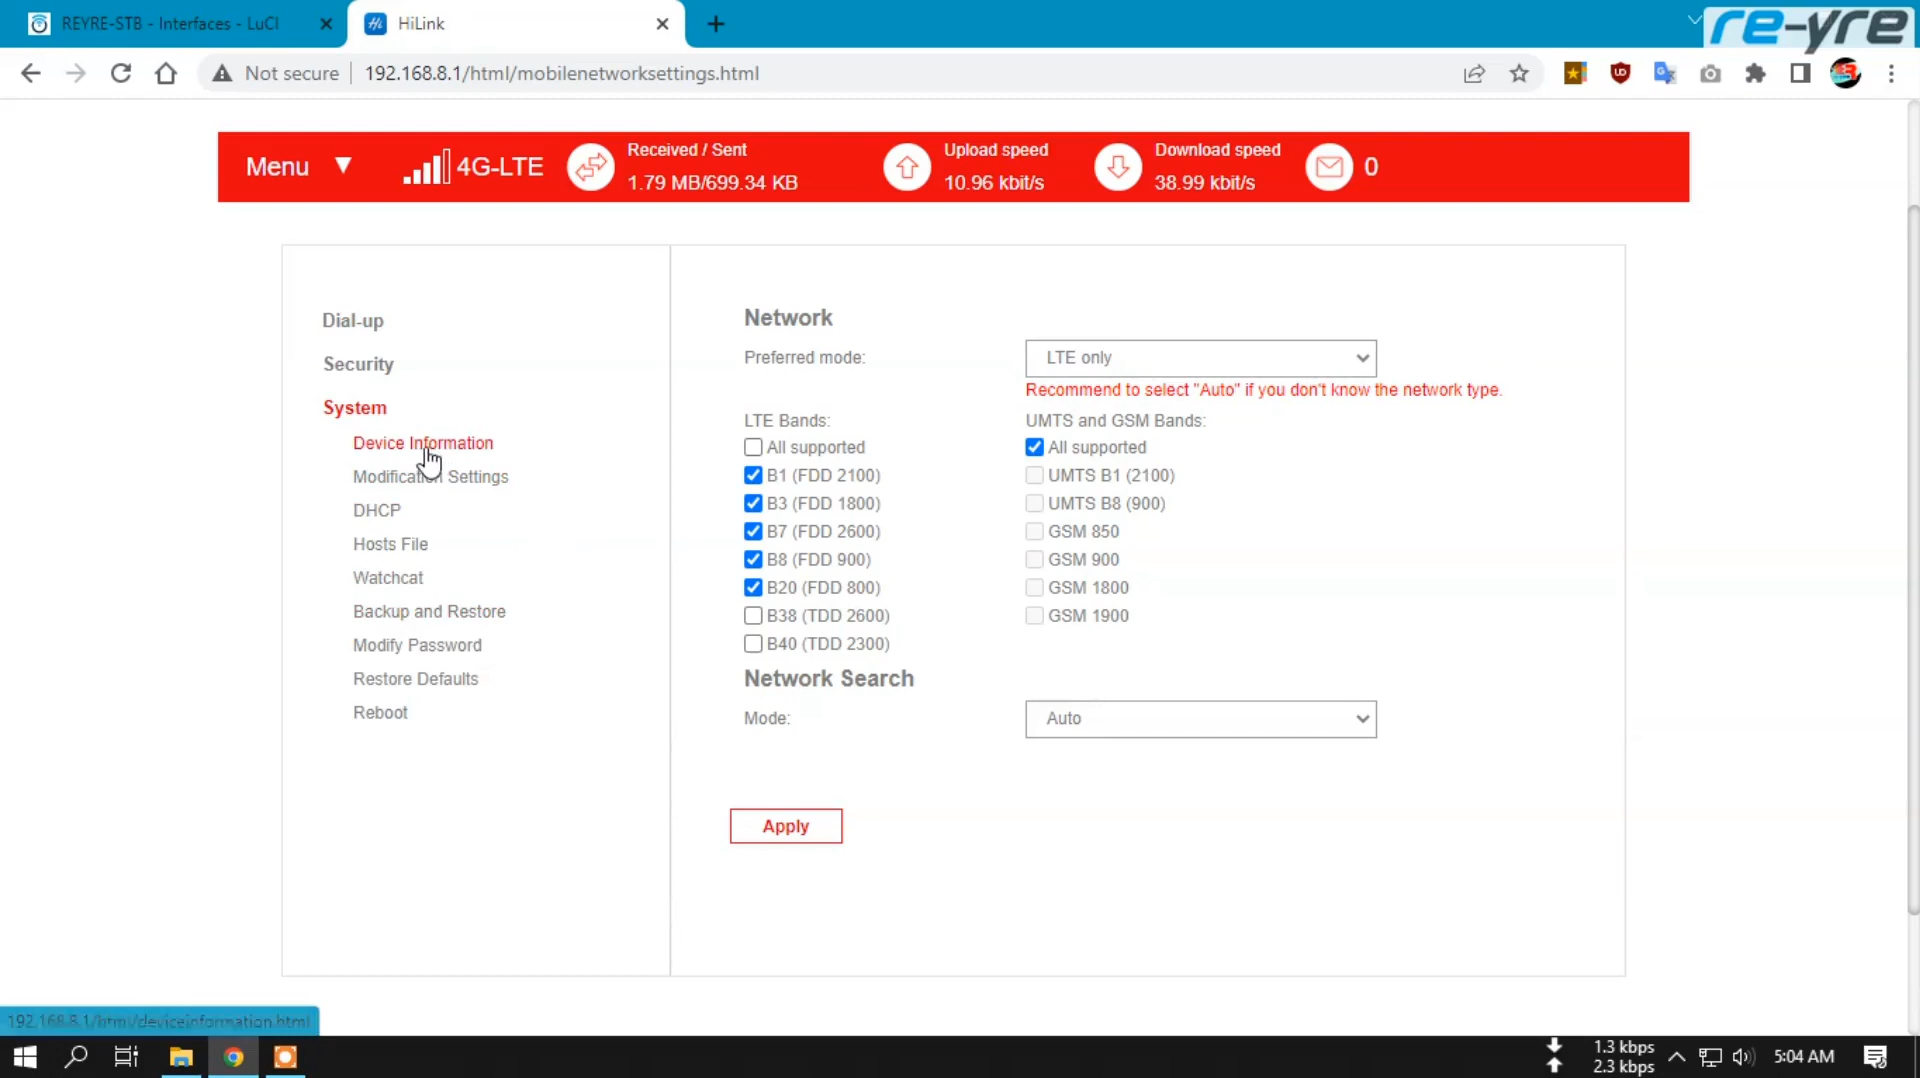 REYRE-STB - Interfaces - LuCI
HiLink
re-yre
Not secure
192.168.8.1/html/mobilenetworksettings.html
Menu
4G-LTE
Received / Sent
1.79 MB/699.34 KB
Upload speed
10.96 kbit/s
Download speed
38.99 kbit/s
0
Dial-up
Security
System
Device Information
Modification Settings
DHCP
Hosts File
Watchcat
Backup and Restore
Modify Password
Restore Defaults
Reboot
Network
Preferred mode:
LTE only
Recommend to select "Auto" if you don't know the network type.
LTE Bands:
All supported
B1 (FDD 2100)
B3 (FDD 1800)
B7 (FDD 2600)
B8 (FDD 900)
B20 (FDD 800)
B38 (TDD 2600)
B40 (TDD 2300)
UMTS and GSM Bands:
All supported
UMTS B1 (2100)
UMTS B8 (900)
GSM 850
GSM 900
GSM 1800
GSM 1900
Network Search
Mode:
Auto
Apply
192.168.8.1/html/deviceinformation.html
1.3 kbps
2.3 kbps
5:04 AM